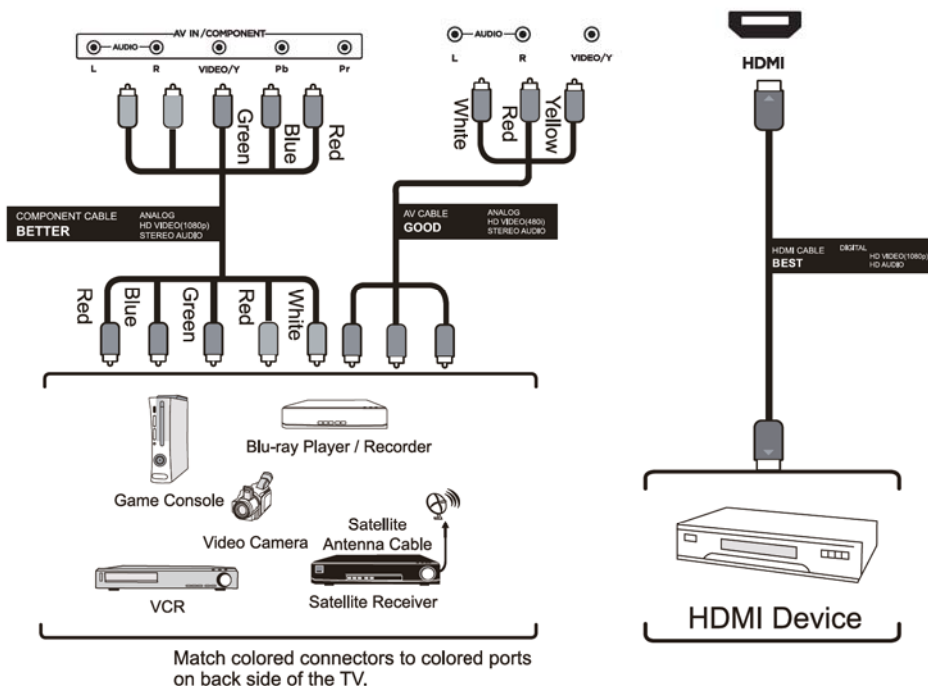 AV IN /COMPONENT
AUDIO
L R VIDEO/Y Pb Pr
Green
Blue
Red
COMPONENT CABLE
BETTER
ANALOG
HD VIDEO(1080p)
STEREO AUDIO
Red
Blue
Green
Red
White
AUDIO
L R VIDEO/Y
White
Red
Yellow
AV CABLE
GOOD
ANALOG
HD VIDEO(480i)
STEREO AUDIO
HDMI
HDMI CABLE
BEST
DIGITAL
HD VIDEO(1080p)
HD AUDIO
Game Console
Blu-ray Player / Recorder
Video Camera
Satellite
Antenna Cable
VCR
Satellite Receiver
HDMI Device
Match colored connectors to colored ports
on back side of the TV.